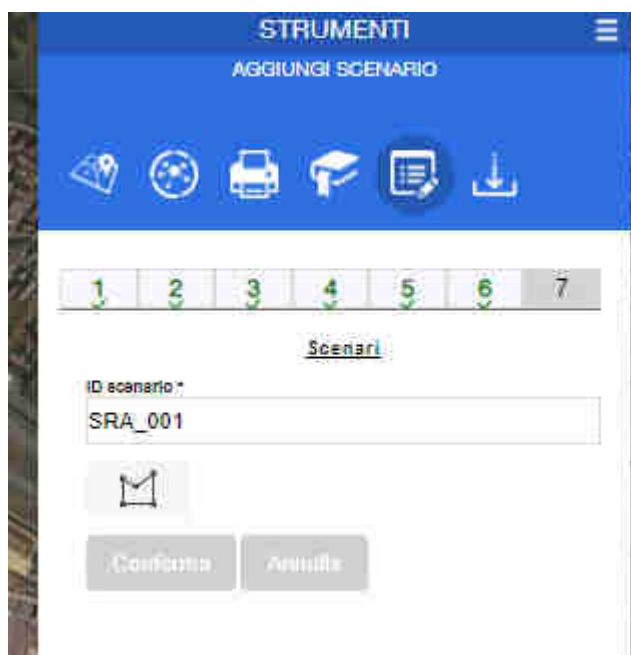 STRUMENTI
AGGIUNGI SCENARIO
1 2 3 4 5 6 7
Scenari
ID scenario *
SRA_001
Conferma Annulla